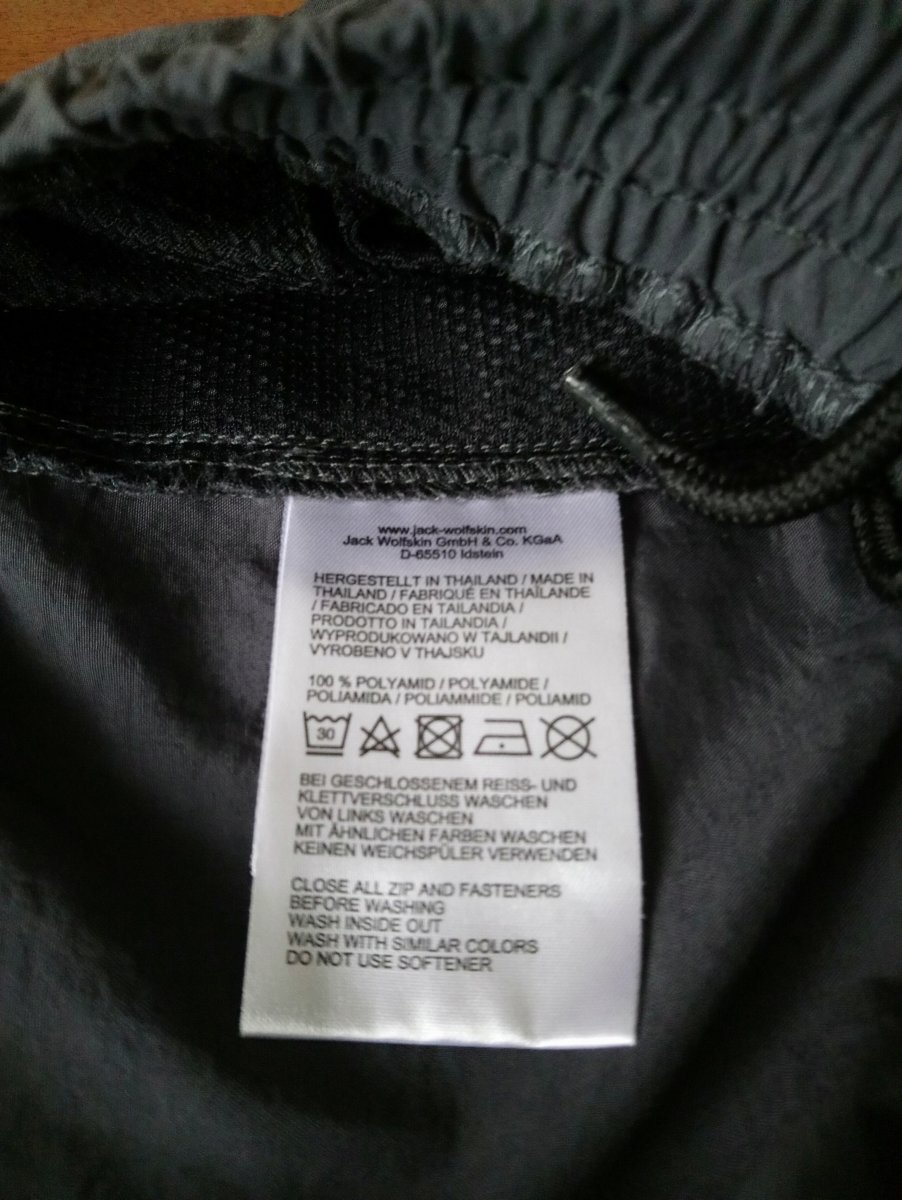 www.jack-wolfskin.com
Jack Wolfskin GmbH & Co. KGaA
D-65510 Idstein
HERGESTELLT IN THAILAND / MADE IN
THAILAND / FABRIQUÉ EN THAÏLANDE
/ FABRICADO EN TAILANDIA /
PRODOTTO IN TAILANDIA /
WYPRODUKOWANO W TAJLANDII /
VYROBENO V THAJSKU
100 % POLYAMID / POLYAMIDE /
POLIAMIDA / POLIAMMIDE / POLIAMID
30
BEI GESCHLOSSENEM REISS- UND
KLETTVERSCHLUSS WASCHEN
VON LINKS WASCHEN
MIT ÄHNLICHEN FARBEN WASCHEN
KEINEN WEICHSPÜLER VERWENDEN
CLOSE ALL ZIP AND FASTENERS
BEFORE WASHING
WASH INSIDE OUT
WASH WITH SIMILAR COLORS
DO NOT USE SOFTENER